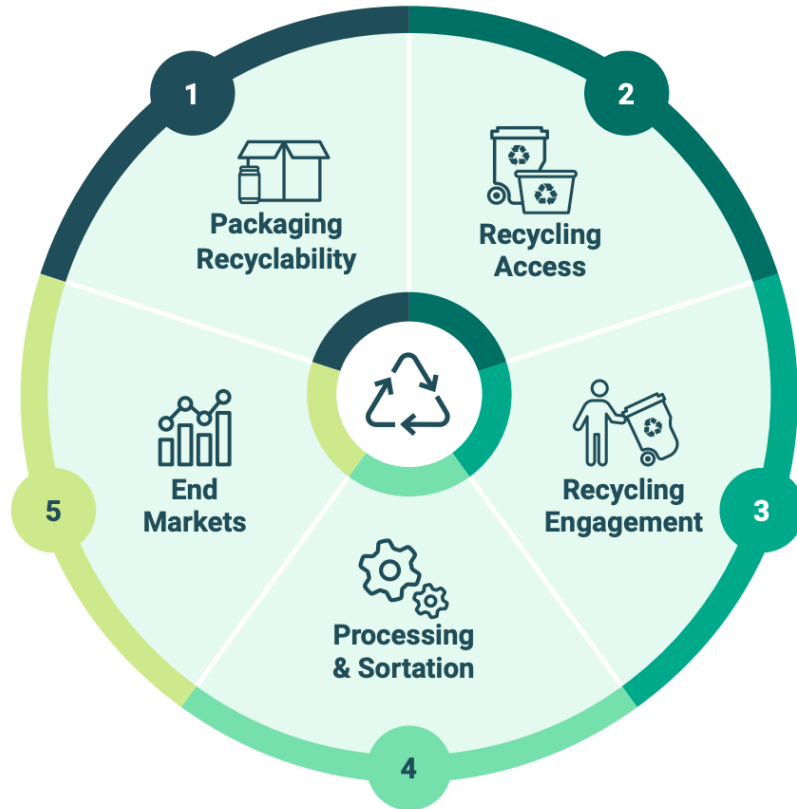 1
Packaging
Recyclability
2
Recycling
Access
3
Recycling
Engagement
4
Processing
& Sortation
5
End
Markets